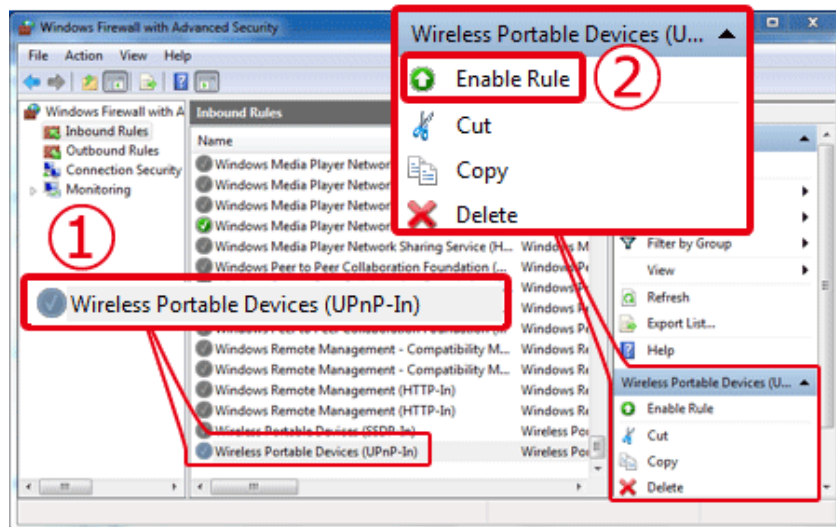 Windows Firewall with Advanced Security
File Action View Help
Windows Firewall with A
Inbound Rules
Outbound Rules
Connection Security
Monitoring
Inbound Rules
Name
Windows Media Player Networ
Windows Media Player Networ
Windows Media Player Networ
Windows Media Player Networ
Windows Media Player Network Sharing Service (H... Windows M
Windows Peer to Peer Collaboration Foundation (... Windows Pe
①
Wireless Portable Devices (UPnP-In)
Windows Remote Management - Compatibility M... Windows Re
Windows Remote Management - Compatibility M... Windows Re
Windows Remote Management (HTTP-In) Windows Re
Windows Remote Management (HTTP-In) Windows Re
Wireless Portable Devices (SSDP-In) Wireless Por
Wireless Portable Devices (UPnP-In) Wireless Por
Wireless Portable Devices (U...
Enable Rule
②
Cut
Copy
Delete
Filter by Group
View
Refresh
Export List...
Help
Wireless Portable Devices (U...
Enable Rule
Cut
Copy
Delete